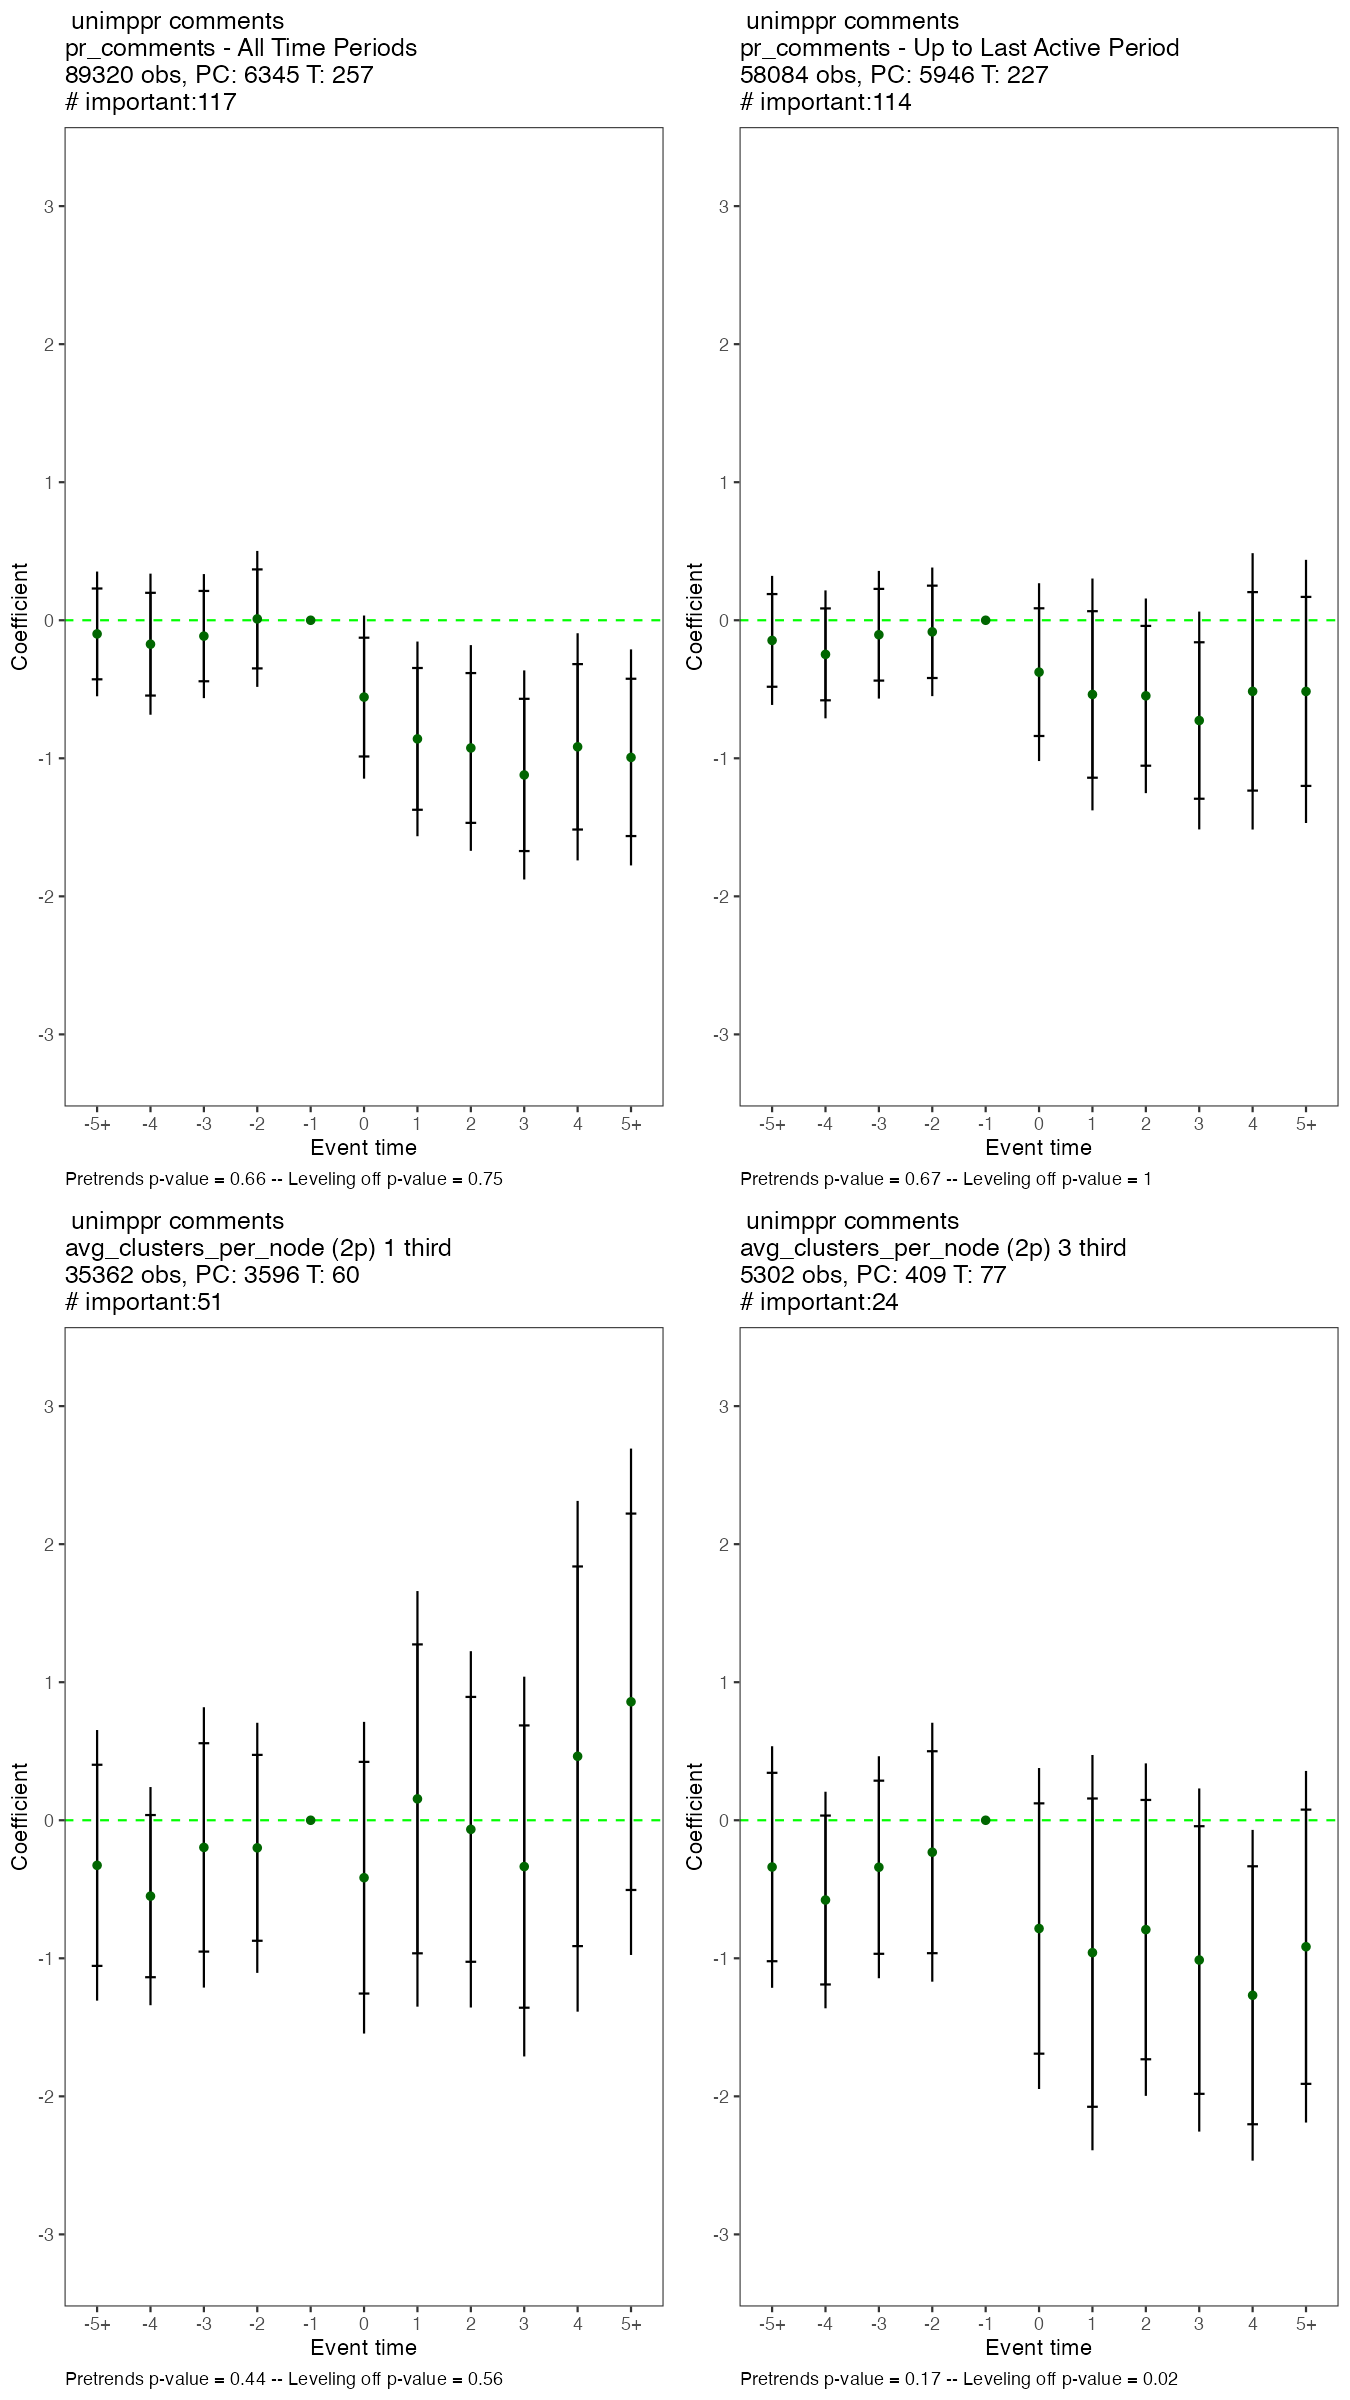 unimppr comments
pr_comments - All Time Periods
89320 obs, PC: 6345 T: 257
# important:117
3
2
1
0
-1
-2
-3
Coefficient
-5+ -4 -3 -2 -1 0 1 2 3 4 5+
Event time
Pretrends p-value = 0.66 -- Leveling off p-value = 0.75
unimppr comments
pr_comments - Up to Last Active Period
58084 obs, PC: 5946 T: 227
# important:114
3
2
1
0
-1
-2
-3
Coefficient
-5+ -4 -3 -2 -1 0 1 2 3 4 5+
Event time
Pretrends p-value = 0.67 -- Leveling off p-value = 1
unimppr comments
avg_clusters_per_node (2p) 1 third
35362 obs, PC: 3596 T: 60
# important:51
3
2
1
0
-1
-2
-3
Coefficient
-5+ -4 -3 -2 -1 0 1 2 3 4 5+
Event time
Pretrends p-value = 0.44 -- Leveling off p-value = 0.56
unimppr comments
avg_clusters_per_node (2p) 3 third
5302 obs, PC: 409 T: 77
# important:24
3
2
1
0
-1
-2
-3
Coefficient
-5+ -4 -3 -2 -1 0 1 2 3 4 5+
Event time
Pretrends p-value = 0.17 -- Leveling off p-value = 0.02